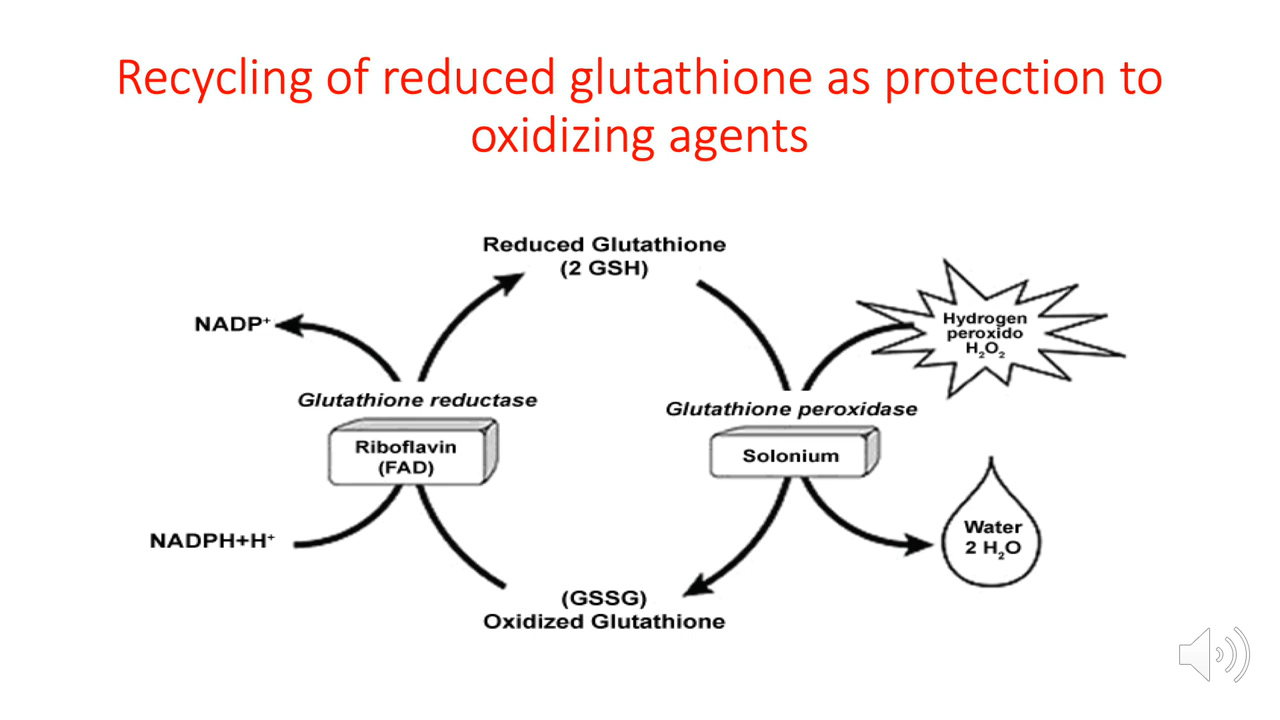 Recycling of reduced glutathione as protection to
oxidizing agents
Reduced Glutathione
(2 GSH)
NADP⁺
Hydrogen
peroxido
H₂O₂
Glutathione reductase
Glutathione peroxidase
Riboflavin
(FAD)
Solonium
NADPH+H⁺
Water
2 H₂O
(GSSG)
Oxidized Glutathione